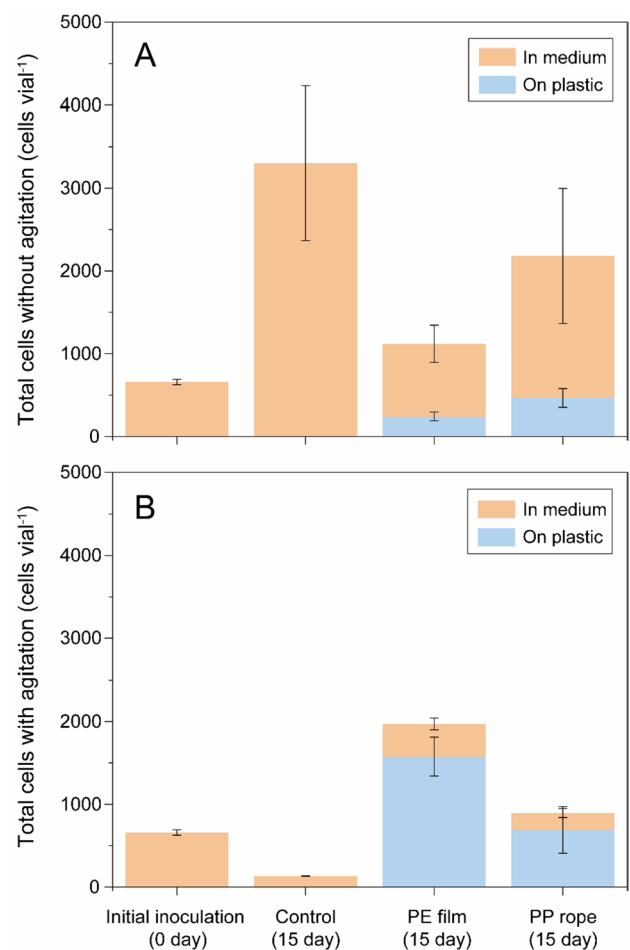 A
In medium
On plastic
Total cells without agitation (cells vial⁻¹)
5000
4000
3000
2000
1000
0
B
In medium
On plastic
Total cells with agitation (cells vial⁻¹)
5000
4000
3000
2000
1000
0
Initial inoculation
(0 day)
Control
(15 day)
PE film
(15 day)
PP rope
(15 day)